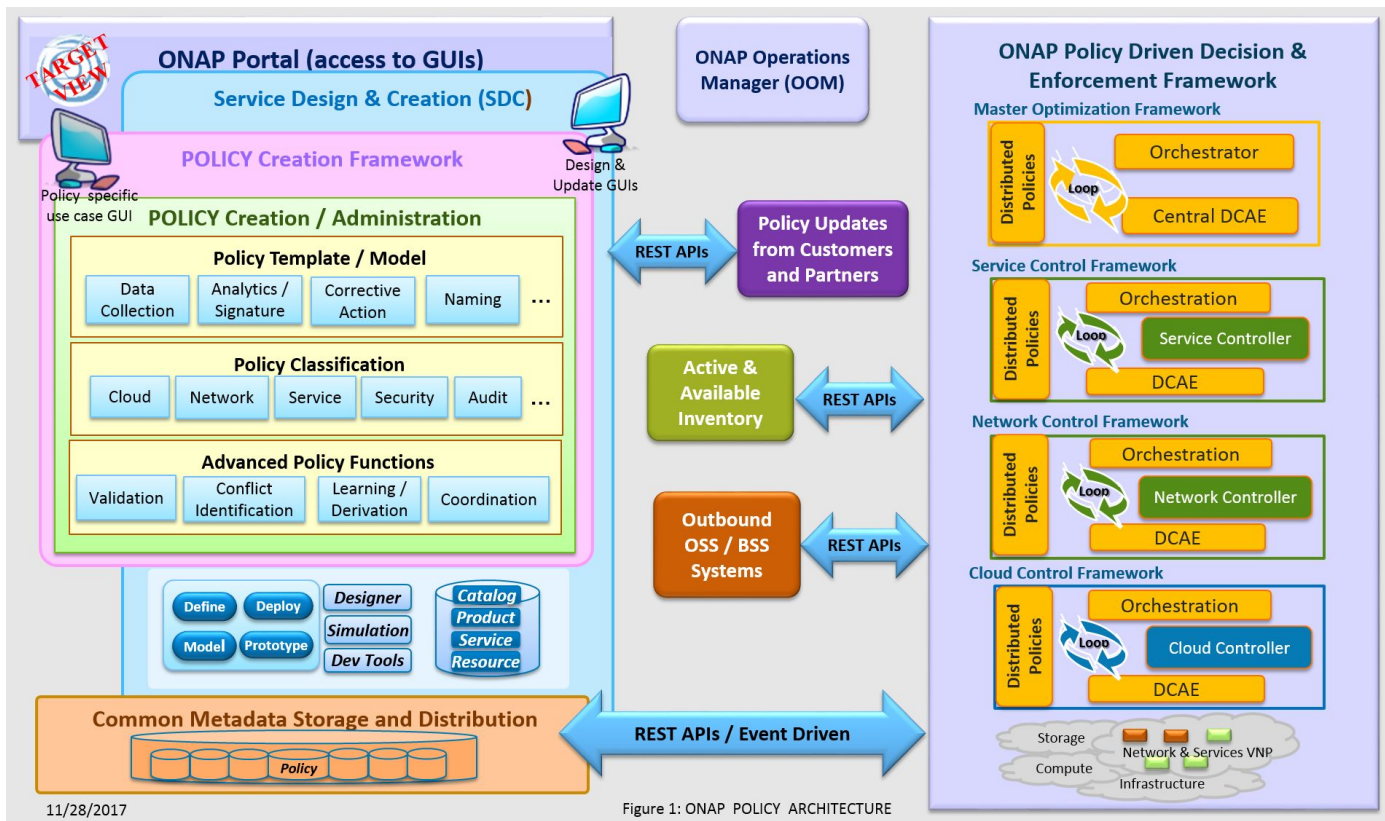 TARGET
VIEW
ONAP Portal (access to GUIs)
Service Design & Creation (SDC)
POLICY Creation Framework
Policy specific
use case GUI
Design &
Update GUIs
POLICY Creation / Administration
Policy Template / Model
Data
Collection
Analytics /
Signature
Corrective
Action
Naming
...
Policy Classification
Cloud
Network
Service
Security
Audit
...
Advanced Policy Functions
Validation
Conflict
Identification
Learning /
Derivation
Coordination
Define
Deploy
Model
Prototype
Designer
Simulation
Dev Tools
Catalog
Product
Service
Resource
Common Metadata Storage and Distribution
Policy
11/28/2017
ONAP Operations
Manager (OOM)
REST APIs
Policy Updates
from Customers
and Partners
Active &
Available
Inventory
REST APIs
Outbound
OSS / BSS
Systems
REST APIs
REST APIs / Event Driven
Figure 1: ONAP POLICY ARCHITECTURE
ONAP Policy Driven Decision &
Enforcement Framework
Master Optimization Framework
Distributed
Policies
Loop
Orchestrator
Central DCAE
Service Control Framework
Distributed
Policies
Orchestration
Loop
Service Controller
DCAE
Network Control Framework
Distributed
Policies
Orchestration
Loop
Network Controller
DCAE
Cloud Control Framework
Distributed
Policies
Orchestration
Loop
Cloud Controller
DCAE
Storage
Network & Services VNP
Compute
Infrastructure